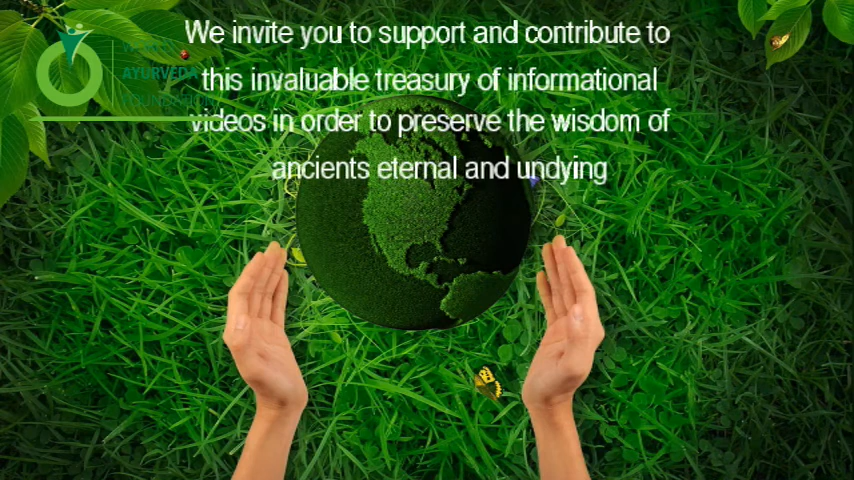 We invite you to support and contribute to
AYURVEDA
this invaluable treasury of informational
FOUNDATION
videos in order to preserve the wisdom of
ancients eternal and undying